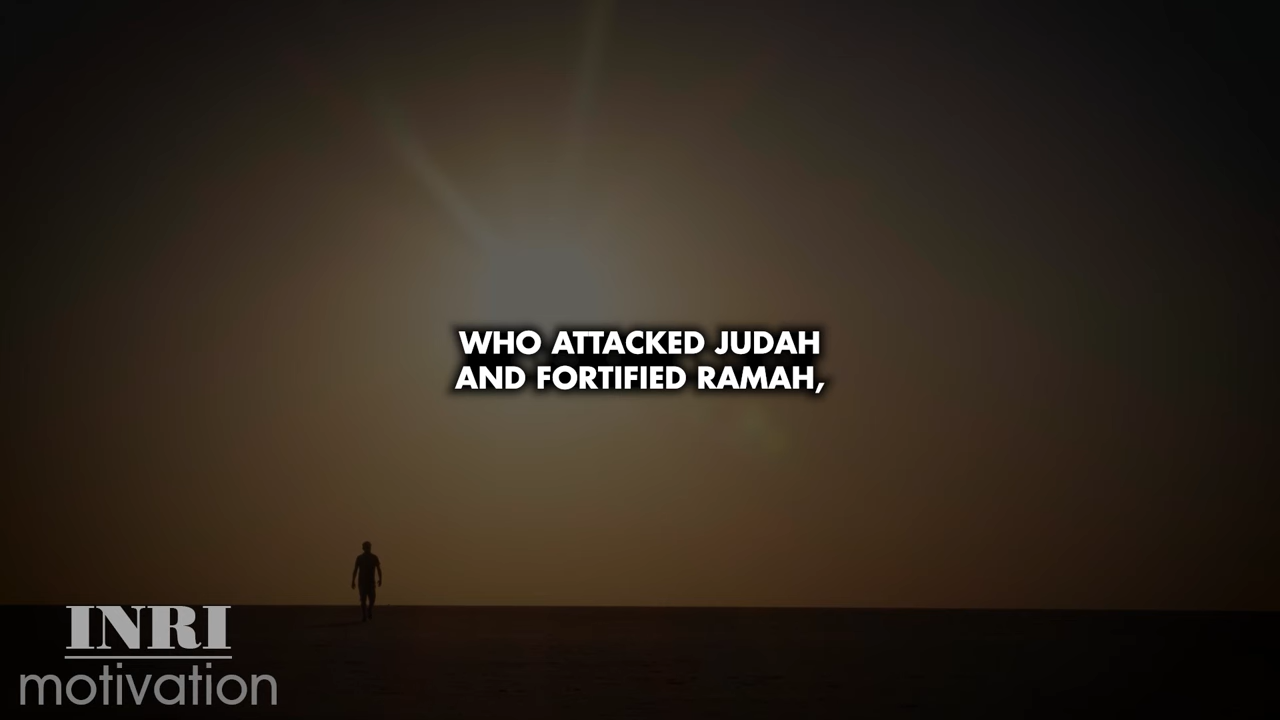 WHO ATTACKED JUDAH
AND FORTIFIED RAMAH,
INRI
motivation